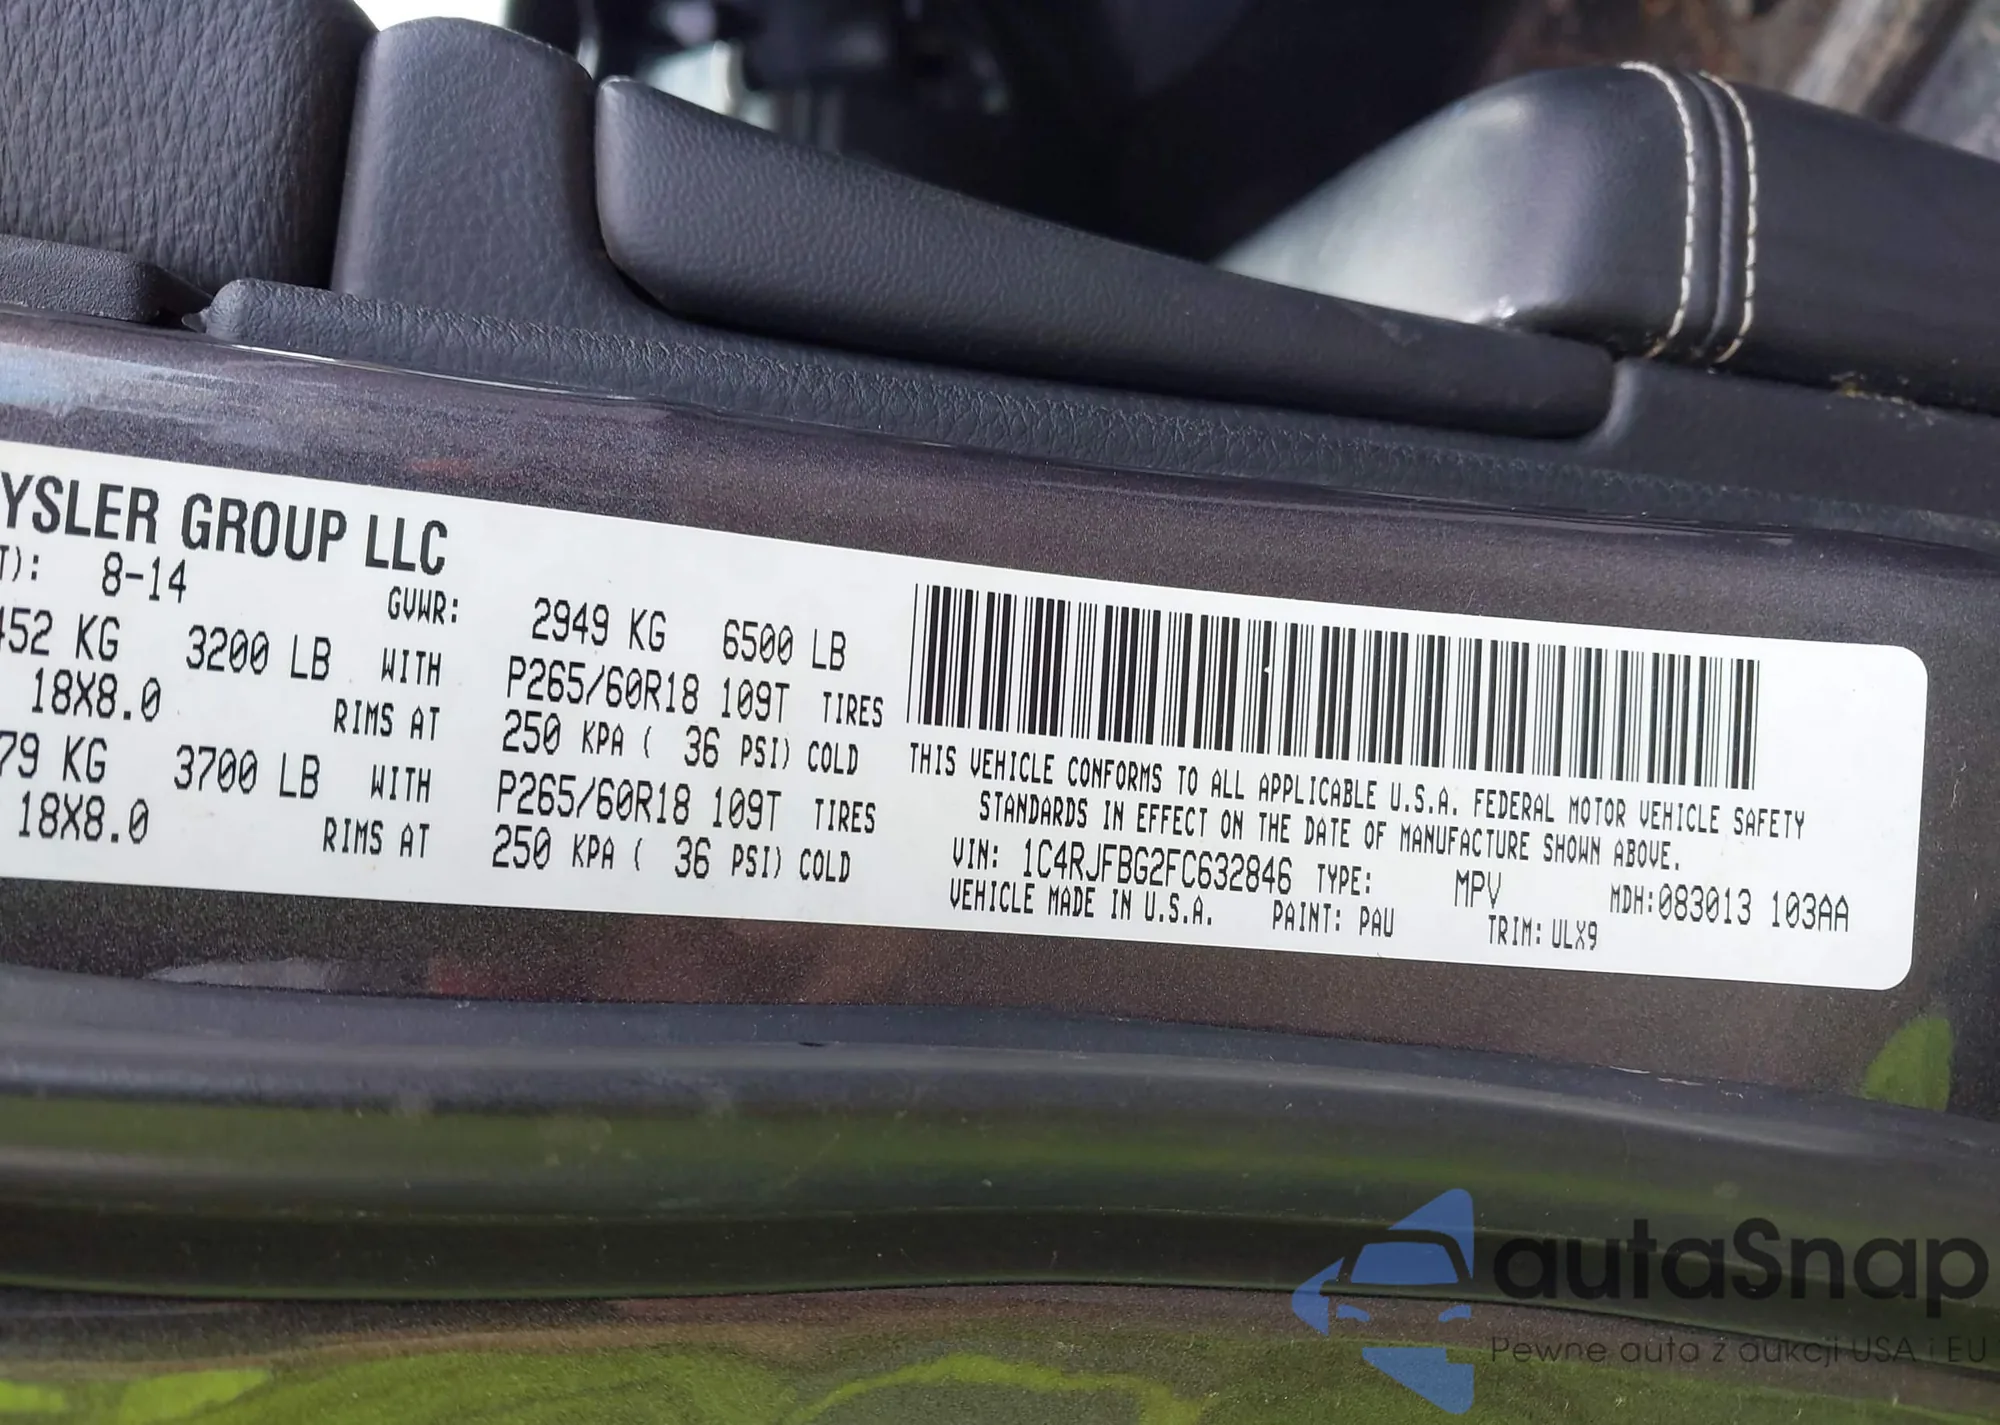 YSLER GROUP LLC
T): 8-14 GVWR: 2949 KG 6500 LB
452 KG 3200 LB WITH P265/60R18 109T TIRES
18X8.0 RIMS AT 250 KPA ( 36 PSI) COLD
79 KG 3700 LB WITH P265/60R18 109T TIRES
18X8.0 RIMS AT 250 KPA ( 36 PSI) COLD
THIS VEHICLE CONFORMS TO ALL APPLICABLE U.S.A. FEDERAL MOTOR VEHICLE SAFETY
STANDARDS IN EFFECT ON THE DATE OF MANUFACTURE SHOWN ABOVE.
VIN: 1C4RJFBG2FC632846 TYPE: MPV MDH:083013 103AA
VEHICLE MADE IN U.S.A. PAINT: PAU TRIM: ULX9
autaSnap
Pewne auta z aukcji USA i EU